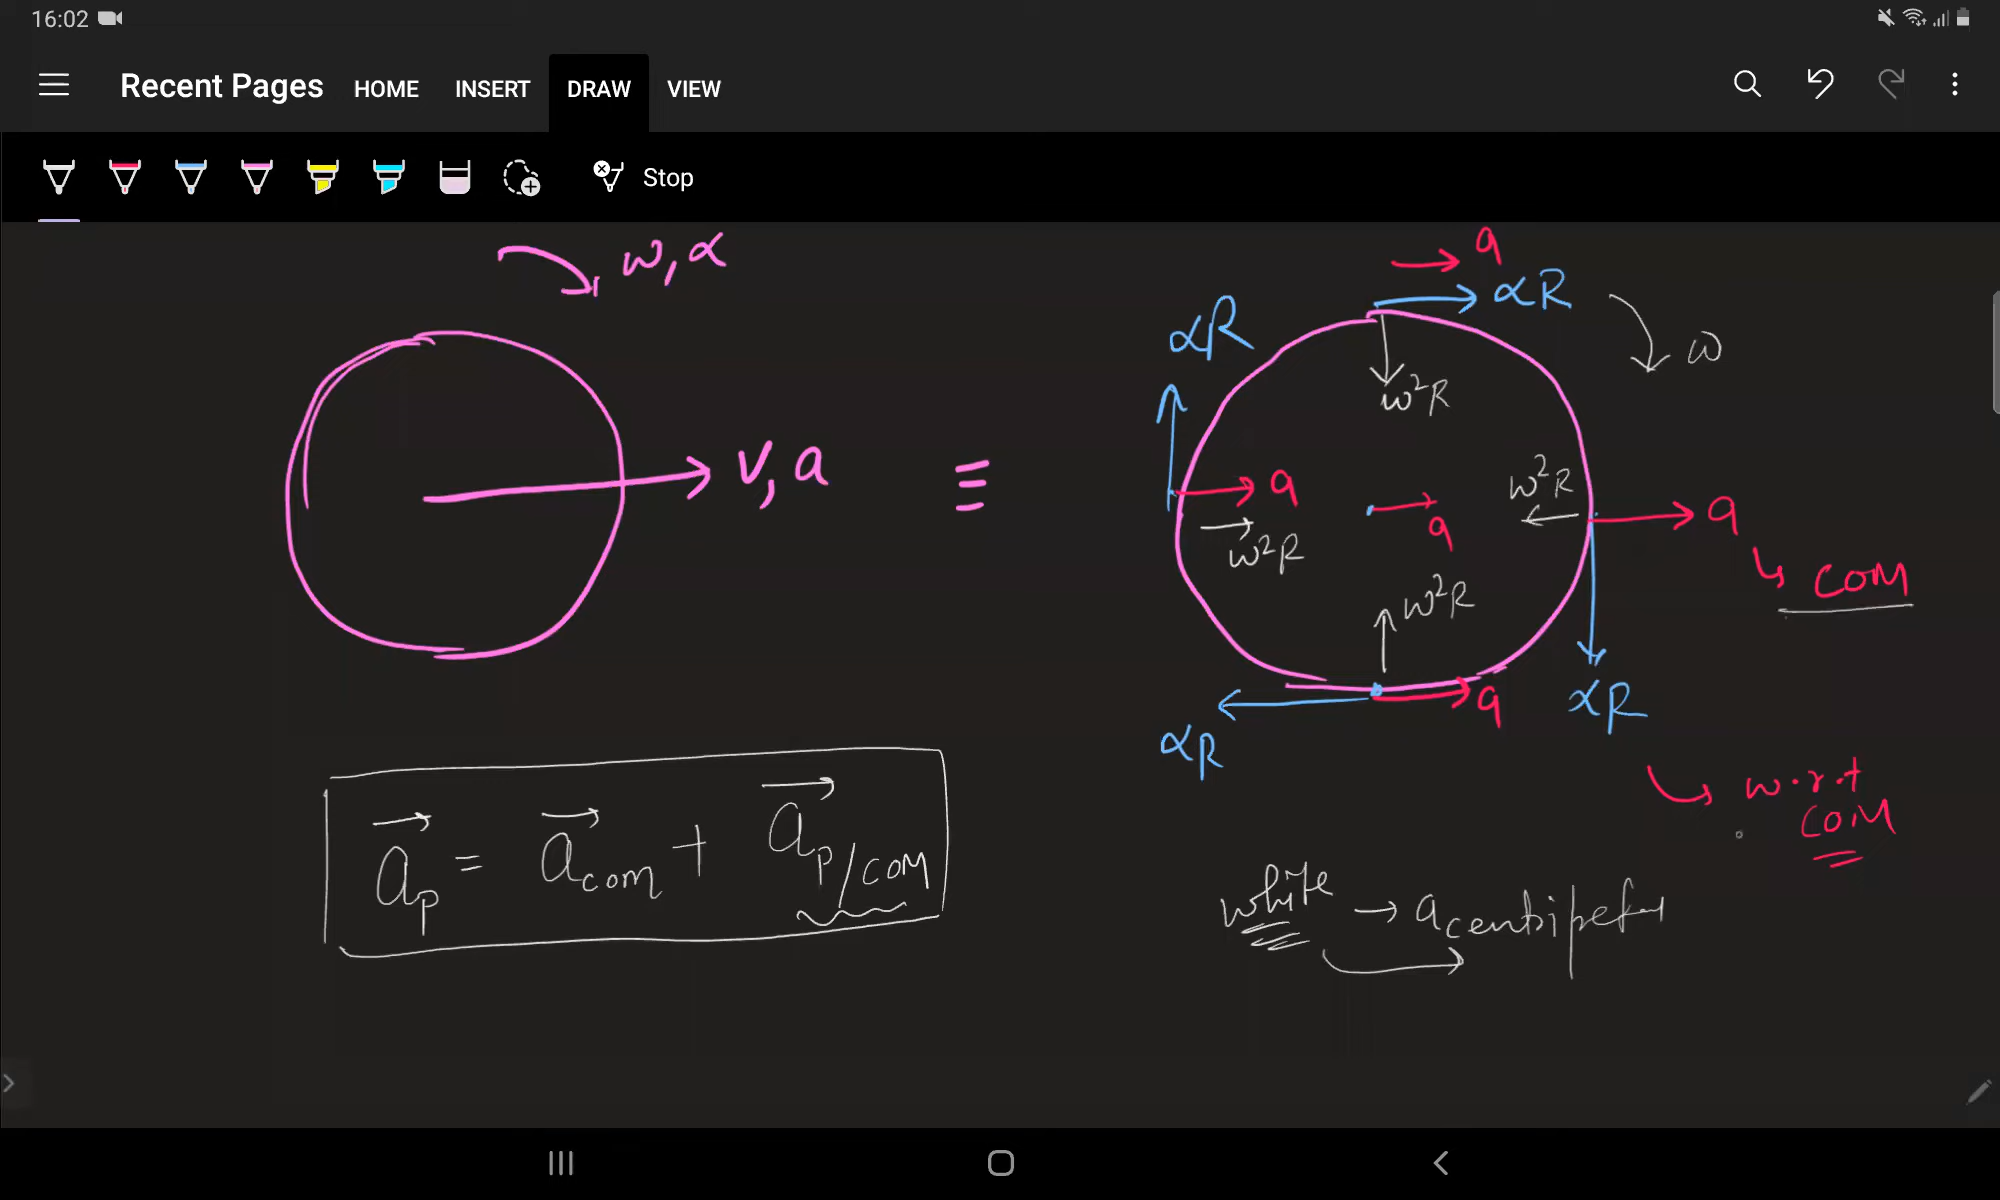 16:02
Recent Pages HOME INSERT DRAW VIEW
Stop
ω, α
v, a
≡
a
αR
αR
ω
ω²R
a
ω²R
a
ω²R
a
COM
ω²R
a
αR
αR
w.r.t
COM
a⃗p = a⃗com + a⃗p/COM
white → acentripetal